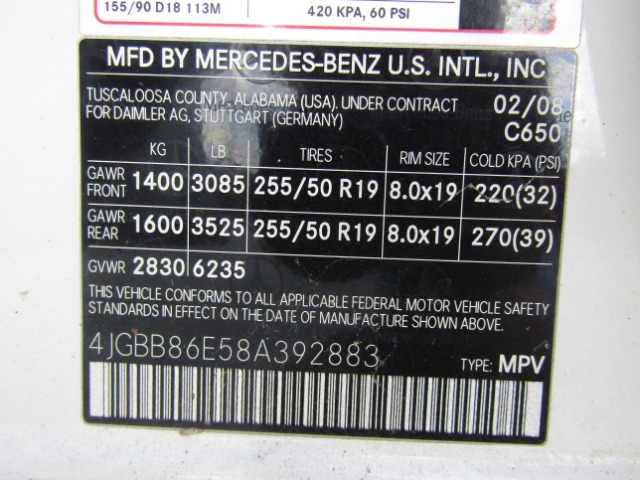 155/90 D18 113M 420 KPA, 60 PSI
MFD BY MERCEDES-BENZ U.S. INTL., INC
TUSCALOOSA COUNTY, ALABAMA (USA). UNDER CONTRACT 02/08
FOR DAIMLER AG, STUTTGART (GERMANY) C650
KG LB TIRES RIM SIZE COLD KPA (PSI)
GAWR FRONT 1400 3085 255/50 R19 8.0x19 220(32)
GAWR REAR 1600 3525 255/50 R19 8.0x19 270(39)
GVWR 2830 6235
THIS VEHICLE CONFORMS TO ALL APPLICABLE FEDERAL MOTOR VEHICLE SAFETY
STANDARDS IN EFFECT ON THE DATE OF MANUFACTURE SHOWN ABOVE.
4JGBB86E58A392883 TYPE: MPV